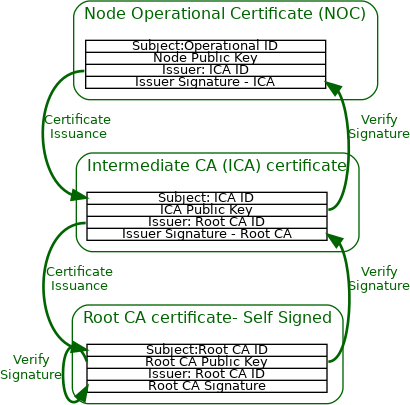 Node Operational Certificate (NOC)
Subject:Operational ID
Node Public Key
Issuer: ICA ID
Issuer Signature - ICA
Certificate
Issuance
Verify
Signature
Intermediate CA (ICA) certificate
Subject: ICA ID
ICA Public Key
Issuer: Root CA ID
Issuer Signature - Root CA
Certificate
Issuance
Verify
Signature
Root CA certificate- Self Signed
Subject:Root CA ID
Root CA Public Key
Issuer: Root CA ID
Root CA Signature
Verify
Signature